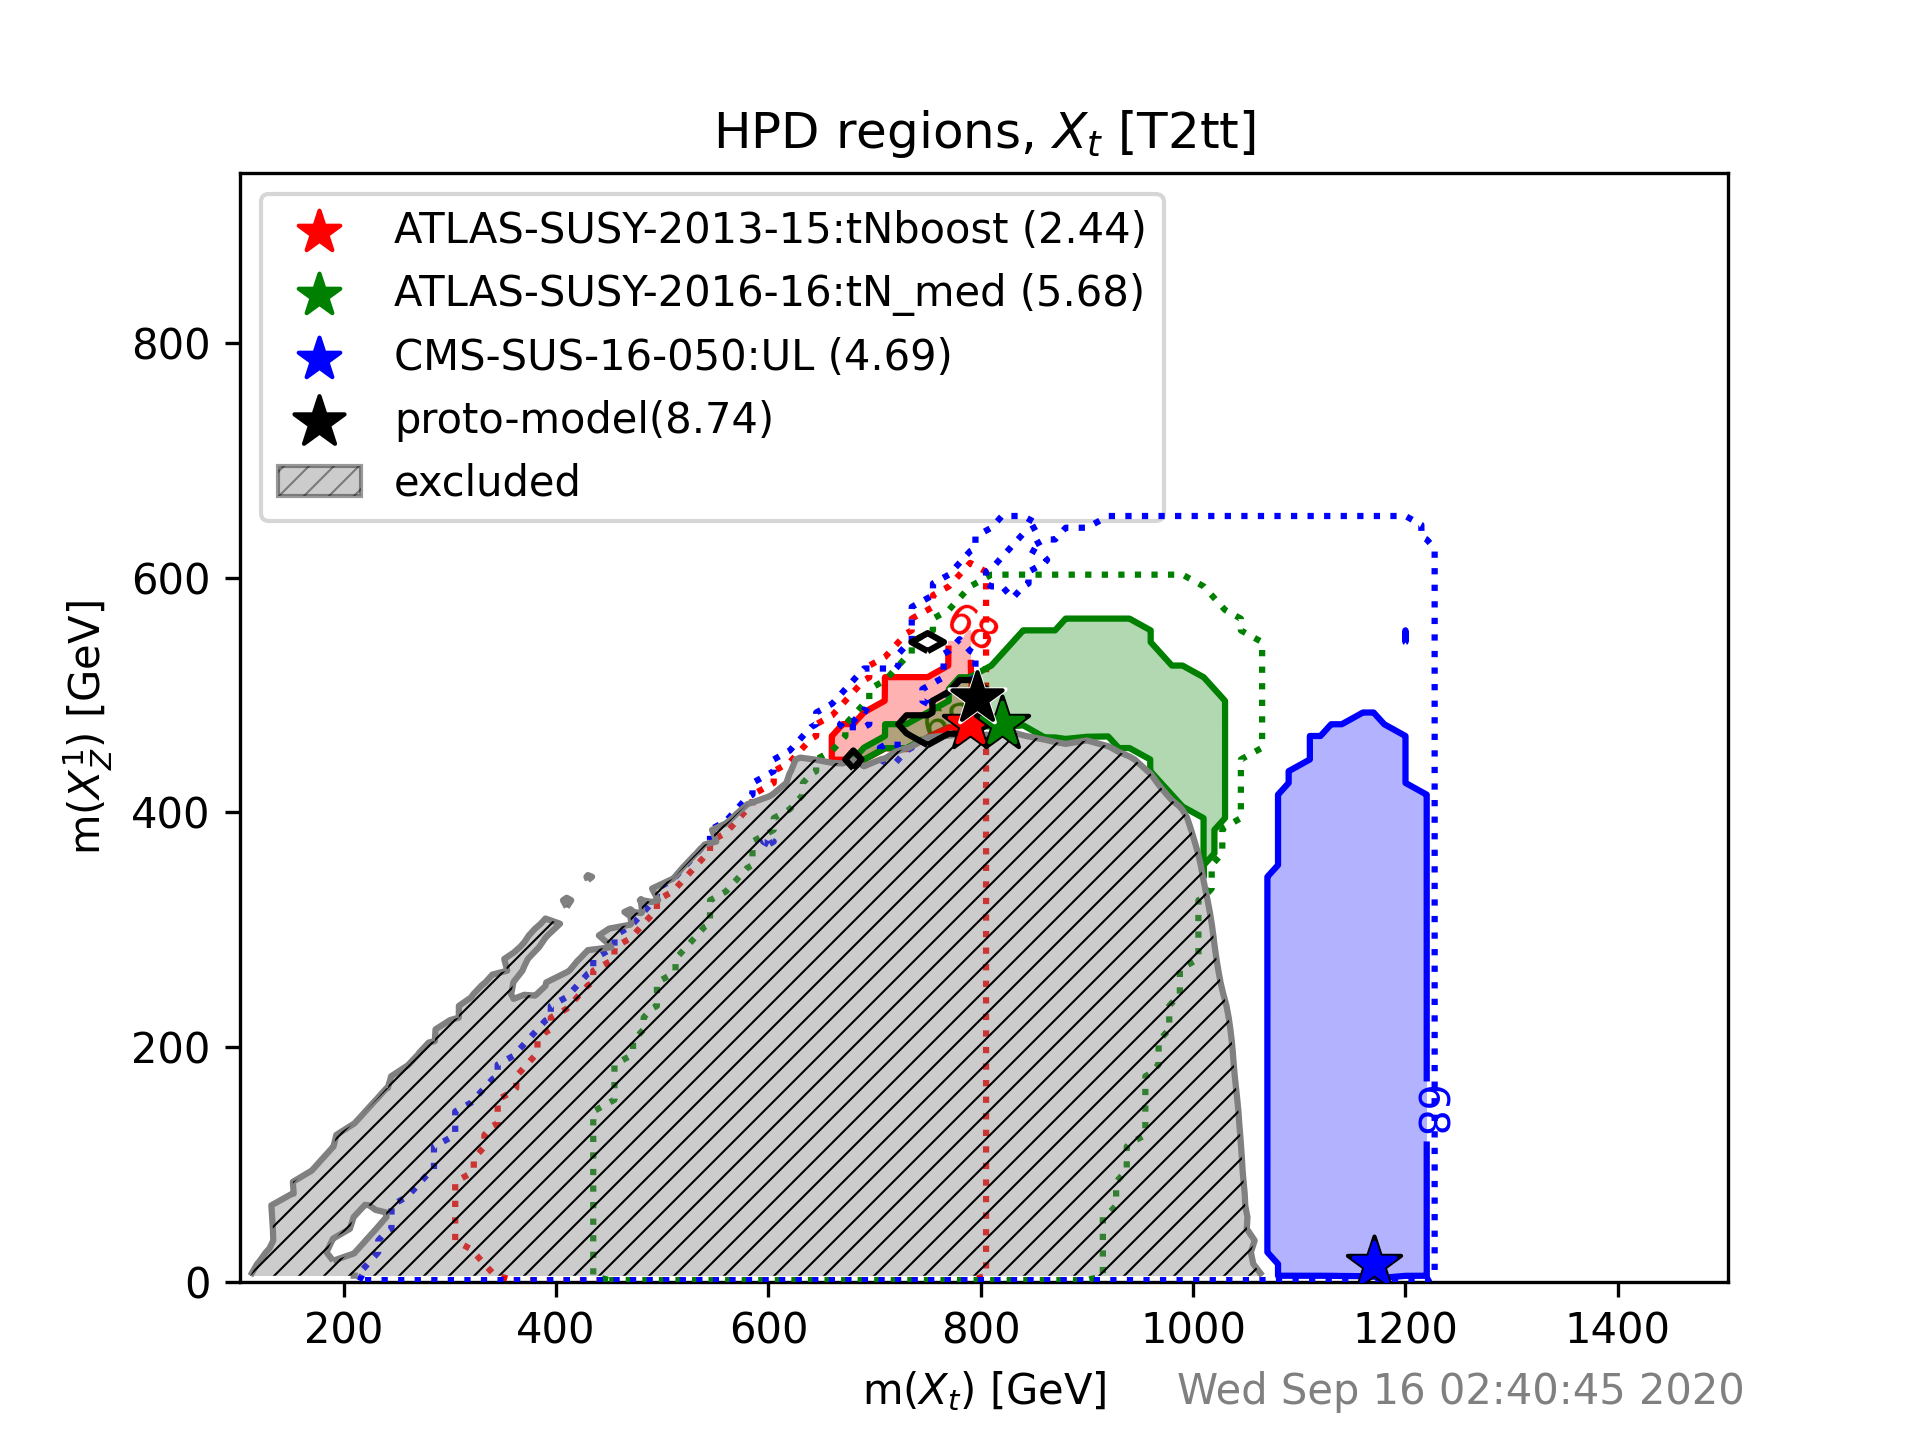 HPD regions, X_t [T2tt]
ATLAS-SUSY-2013-15:tNboost (2.44)
ATLAS-SUSY-2016-16:tN_med (5.68)
CMS-SUS-16-050:UL (4.69)
proto-model(8.74)
excluded
m(X_Z^1) [GeV]
800
600
400
200
0
68
68
68
200
400
600
800
1000
1200
1400
m(X_t) [GeV]
Wed Sep 16 02:40:45 2020